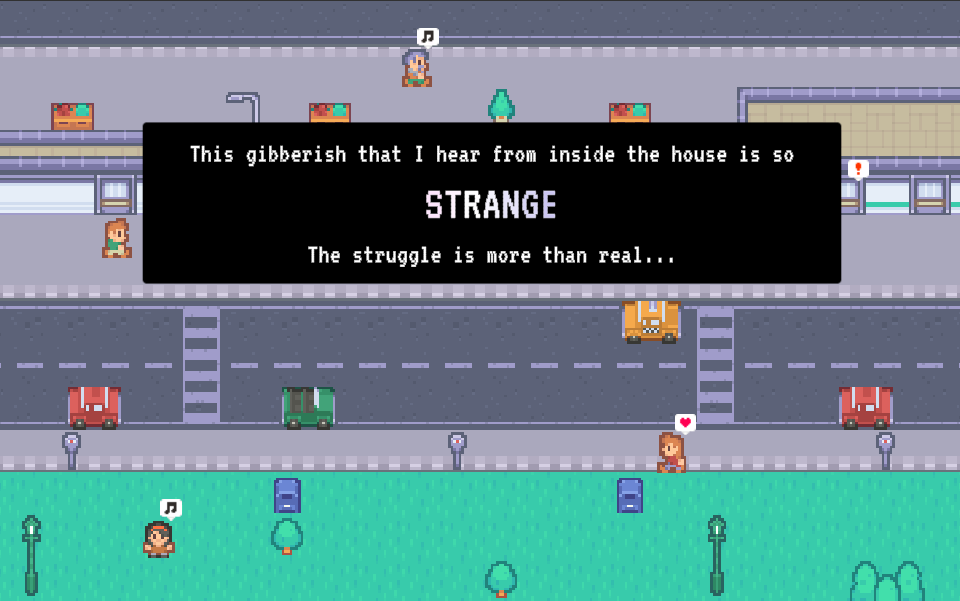 This gibberish that I hear from inside the house is so
STRANGE
The struggle is more than real...